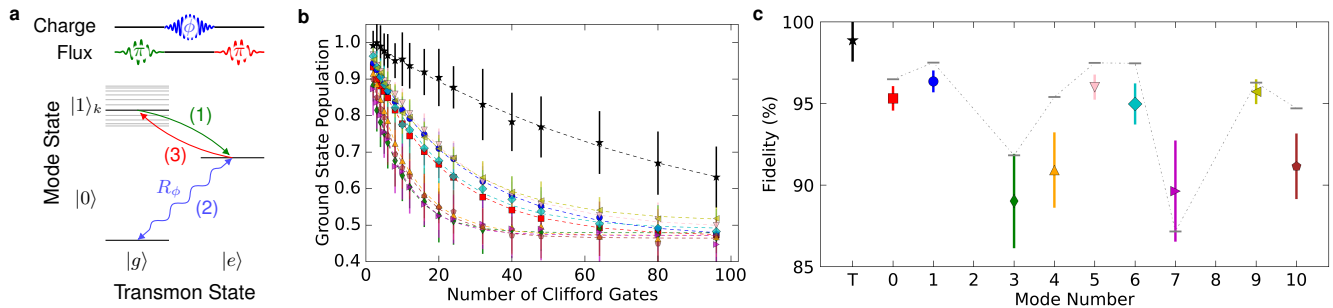 a
Charge
ϕ
Flux
π
π
Mode State
|1⟩k
(1)
(3)
Rϕ
(2)
|0⟩
|g⟩
|e⟩
Transmon State
b
Ground State Population
1.0
0.9
0.8
0.7
0.6
0.5
0.4
0
20
40
60
80
100
Number of Clifford Gates
c
Fidelity (%)
100
95
90
85
T
0
1
2
3
4
5
6
7
8
9
10
Mode Number